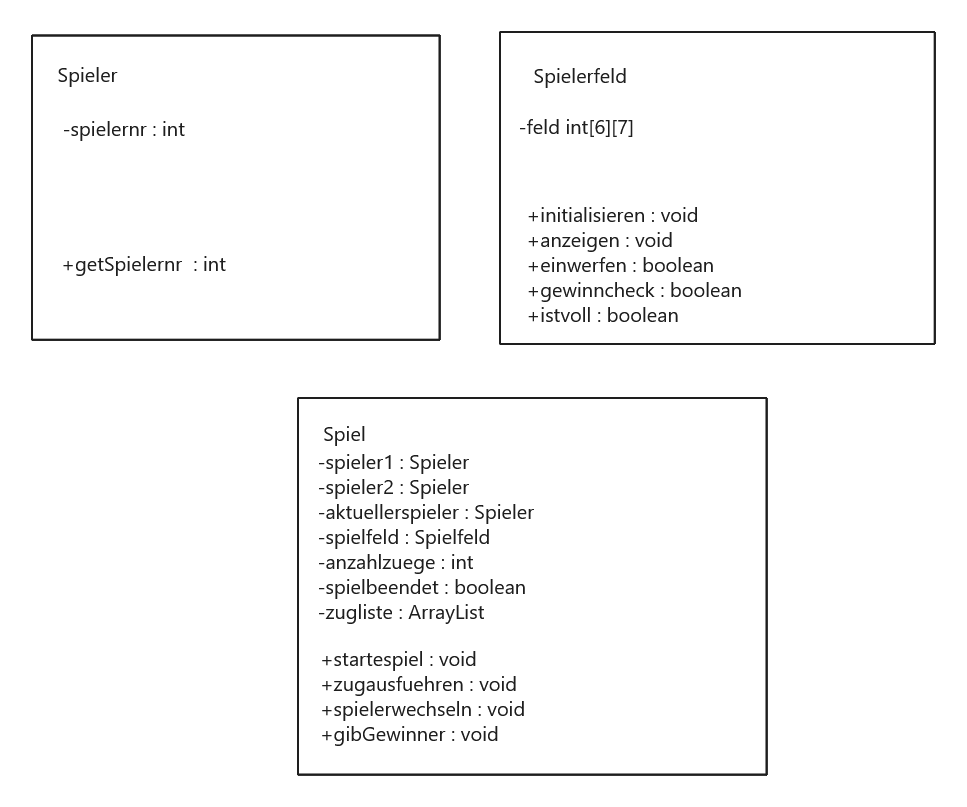 Spieler
-spielernr : int
+getSpielernr : int
Spielerfeld
-feld int[6][7]
+initialisieren : void
+anzeigen : void
+einwerfen : boolean
+gewinncheck : boolean
+istvoll : boolean
Spiel
-spieler1 : Spieler
-spieler2 : Spieler
-aktuellerspieler : Spieler
-spielfeld : Spielfeld
-anzahlzuege : int
-spielbeendet : boolean
-zugliste : ArrayList
+startespiel : void
+zugausfuehren : void
+spielerwechseln : void
+gibGewinner : void